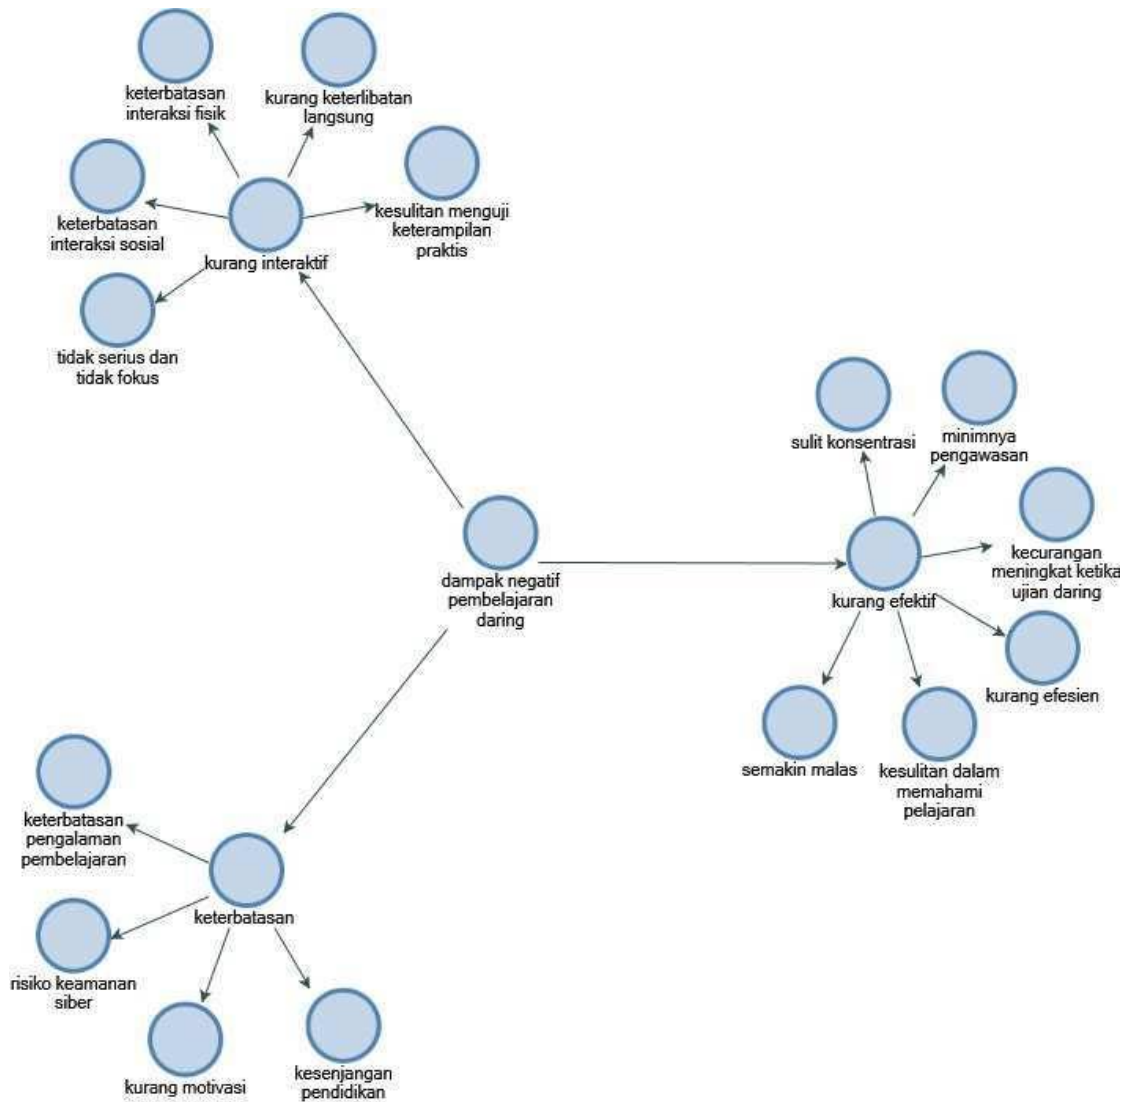 keterbatasan
interaksi fisik
kurang keterlibatan
langsung
kesulitan menguji
keterampilan
praktis
keterbatasan
interaksi sosial
kurang interaktif
tidak serius dan
tidak fokus
sulit konsentrasi
minimnya
pengawasan
kecurangan
meningkat ketika
ujian daring
kurang efektif
kurang efesien
semakin malas
kesulitan dalam
memahami
pelajaran
dampak negatif
pembelajaran
daring
keterbatasan
pengalaman
pembelajaran
keterbatasan
risiko keamanan
siber
kurang motivasi
kesenjangan
pendidikan